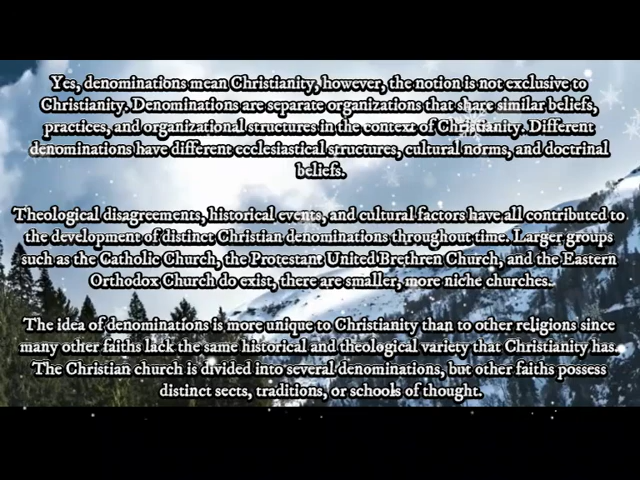 Yes, denominations mean Christianity, however, the notion is not exclusive to
Christianity. Denominations are separate organizations that share similar beliefs,
practices, and organizational structures in the context of Christianity. Different
denominations have different ecclesiastical structures, cultural norms, and doctrinal
beliefs.
Theological disagreements, historical events, and cultural factors have all contributed to
the development of distinct Christian denominations throughout time. Larger groups
such as the Catholic Church, the Protestant United Brethren Church, and the Eastern
Orthodox Church do exist, there are smaller, more niche churches..
The idea of denominations is more unique to Christianity than to other religions since
many other faiths lack the same historical and theological variety that Christianity has.
The Christian church is divided into several denominations, but other faiths possess
distinct sects, traditions, or schools of thought.